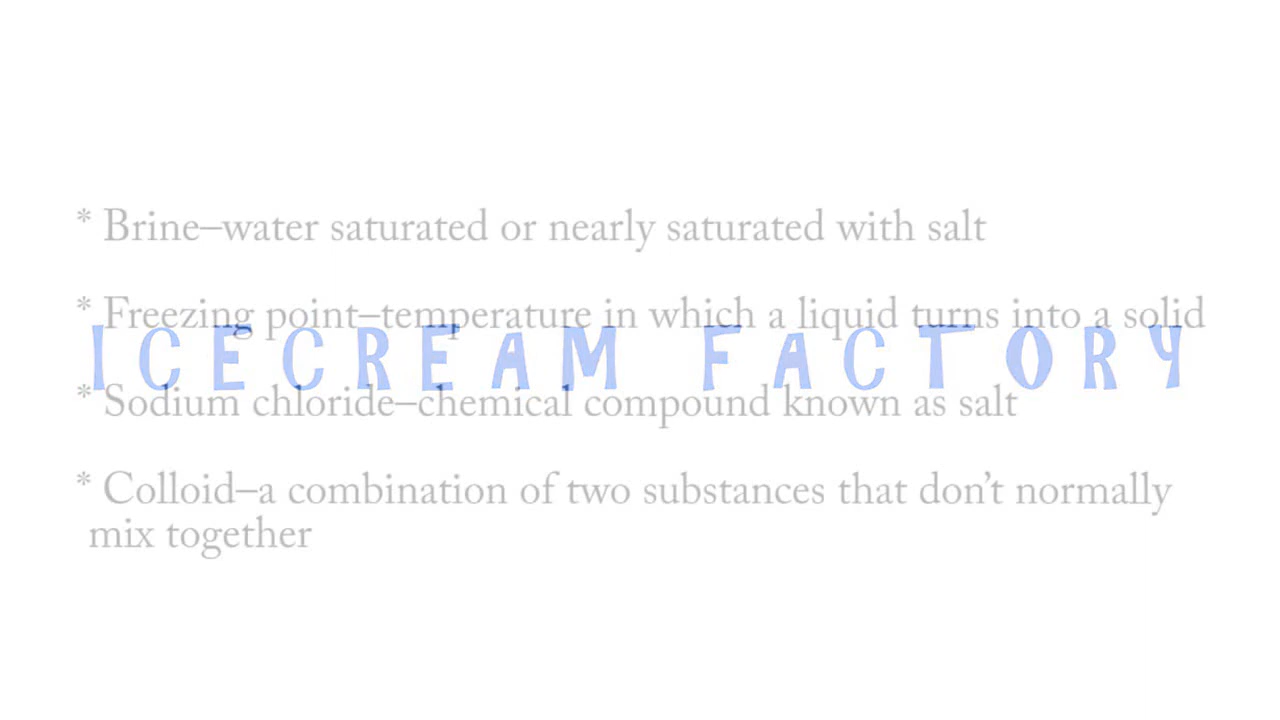 * Brine–water saturated or nearly saturated with salt
* Freezing point–temperature in which a liquid turns into a solid
ICECREAM FACTORY
* Sodium chloride–chemical compound known as salt
* Colloid–a combination of two substances that don’t normally
mix together